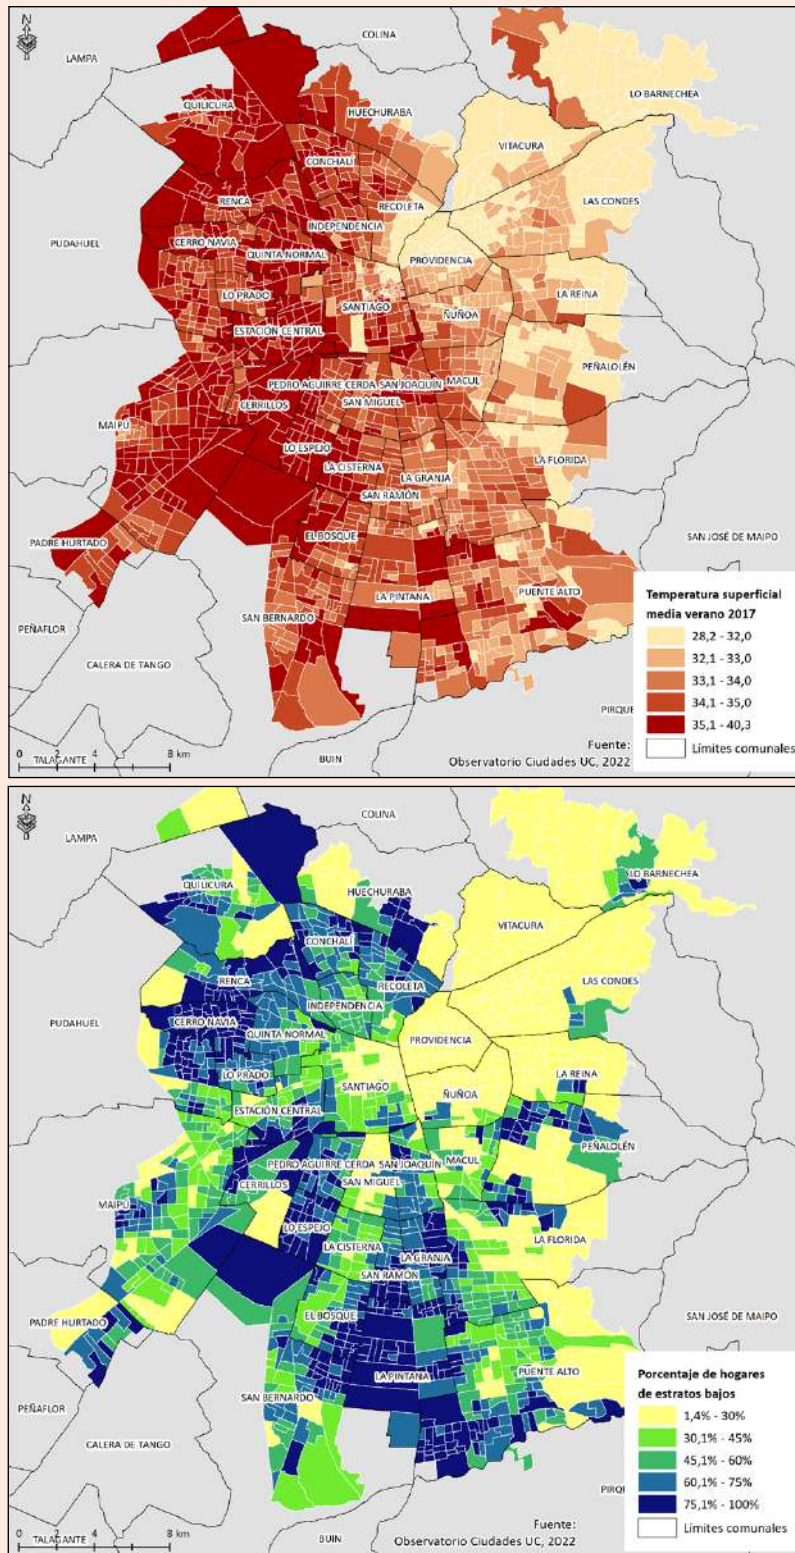 N
COLINA
LAMPA
LO BARNECHEA
QUILICURA
HUECHURABA
VITACURA
CONCHALÍ
LAS CONDES
RENCA
RECOLETA
INDEPENDENCIA
PUDAHUEL
CERRO NAVIA
QUINTA NORMAL
PROVIDENCIA
LO PRADO
LA REINA
SANTIAGO
ÑUÑOA
ESTACIÓN CENTRAL
PEÑALOLÉN
PEDRO AGUIRRE CERDA
SAN JOAQUÍN
MACUL
SAN MIGUEL
CERRILLOS
MAIPÚ
LO ESPEJO
LA CISTERNA
LA FLORIDA
LA GRANJA
SAN RAMÓN
EL BOSQUE
SAN JOSÉ DE MAIPO
PADRE HURTADO
LA PINTANA
PUENTE ALTO
SAN BERNARDO
PEÑAFLOR
CALERA DE TANGO
PIRQUE
BUIN
TALAGANTE
0 2 4 8 km
Temperatura superficial
media verano 2017
28,2 - 32,0
32,1 - 33,0
33,1 - 34,0
34,1 - 35,0
35,1 - 40,3
Límites comunales
Fuente:
Observatorio Ciudades UC, 2022
N
COLINA
LAMPA
LO BARNECHEA
QUILICURA
HUECHURABA
VITACURA
CONCHALÍ
LAS CONDES
RENCA
RECOLETA
INDEPENDENCIA
PUDAHUEL
CERRO NAVIA
QUINTA NORMAL
PROVIDENCIA
LO PRADO
LA REINA
SANTIAGO
ÑUÑOA
ESTACIÓN CENTRAL
PEÑALOLÉN
PEDRO AGUIRRE CERDA
SAN JOAQUÍN
MACUL
SAN MIGUEL
CERRILLOS
MAIPÚ
LO ESPEJO
LA CISTERNA
LA FLORIDA
LA GRANJA
SAN RAMÓN
EL BOSQUE
SAN JOSÉ DE MAIPO
PADRE HURTADO
LA PINTANA
PUENTE ALTO
SAN BERNARDO
PEÑAFLOR
CALERA DE TANGO
PIRQUE
BUIN
TALAGANTE
0 2 4 8 km
Porcentaje de hogares
de estratos bajos
1,4% - 30%
30,1% - 45%
45,1% - 60%
60,1% - 75%
75,1% - 100%
Límites comunales
Fuente:
Observatorio Ciudades UC, 2022